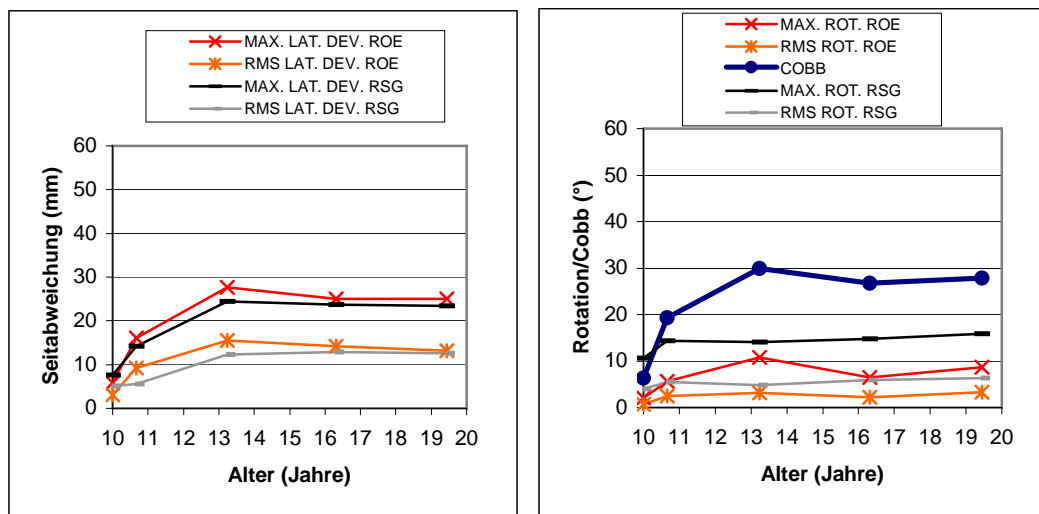 MAX. LAT. DEV. ROE
RMS LAT. DEV. ROE
MAX. LAT. DEV. RSG
RMS LAT. DEV. RSG
60
50
40
30
20
10
0
Seitabweichung (mm)
10 11 12 13 14 15 16 17 18 19 20
Alter (Jahre)
MAX. ROT. ROE
RMS ROT. ROE
COBB
MAX. ROT. RSG
RMS ROT. RSG
60
50
40
30
20
10
0
Rotation/Cobb (°)
10 11 12 13 14 15 16 17 18 19 20
Alter (Jahre)